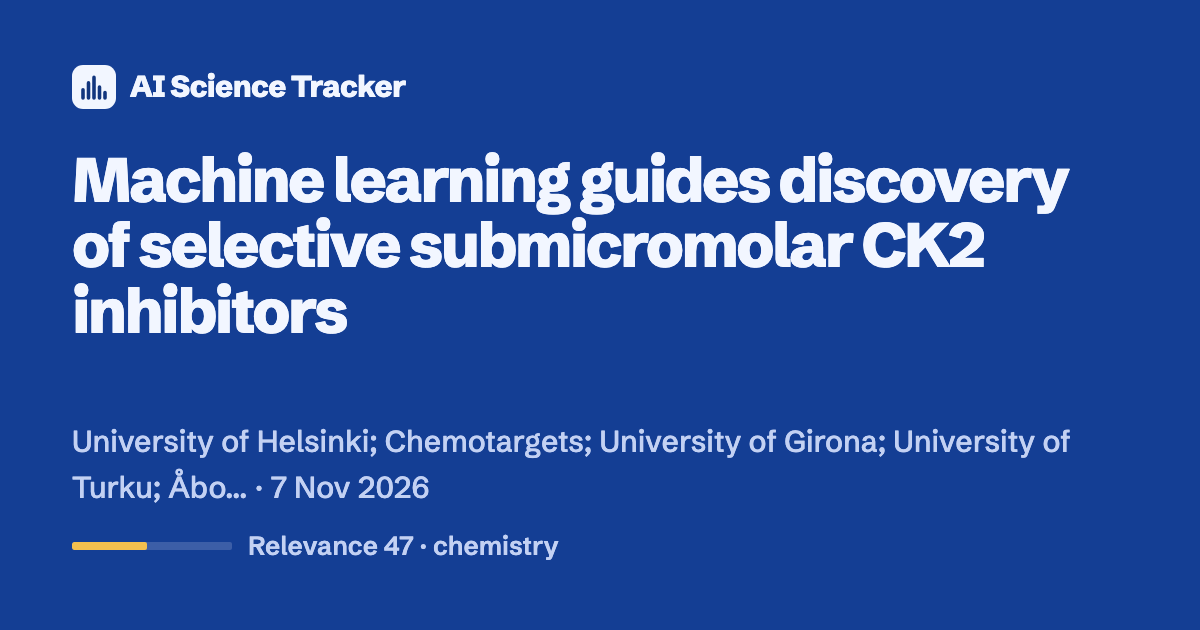 AI Science Tracker
Machine learning guides discovery
of selective submicromolar CK2
inhibitors
University of Helsinki; Chemotargets; University of Girona; University of
Turku; Åbo... · 7 Nov 2026
Relevance 47 · chemistry